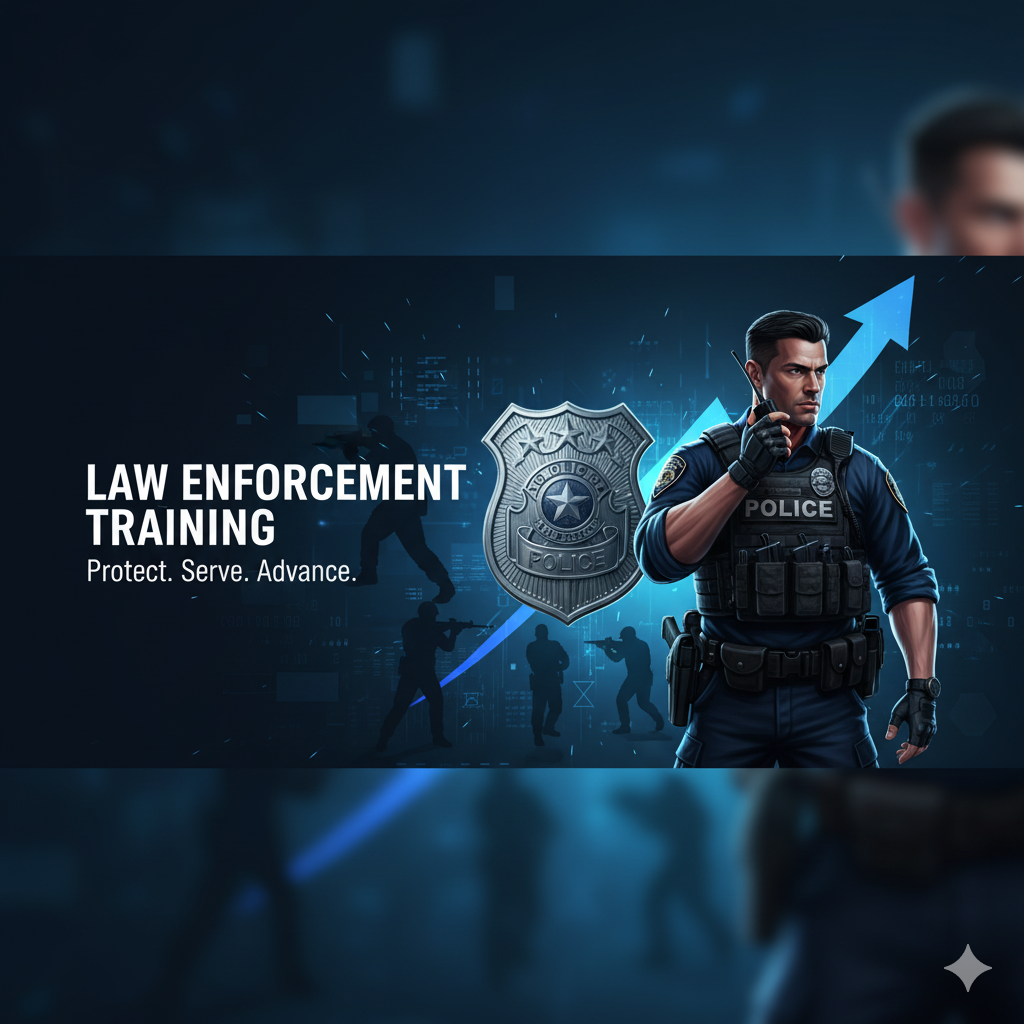 LAW ENFORCEMENT
TRAINING
Protect. Serve. Advance.
POLICE
POLICE